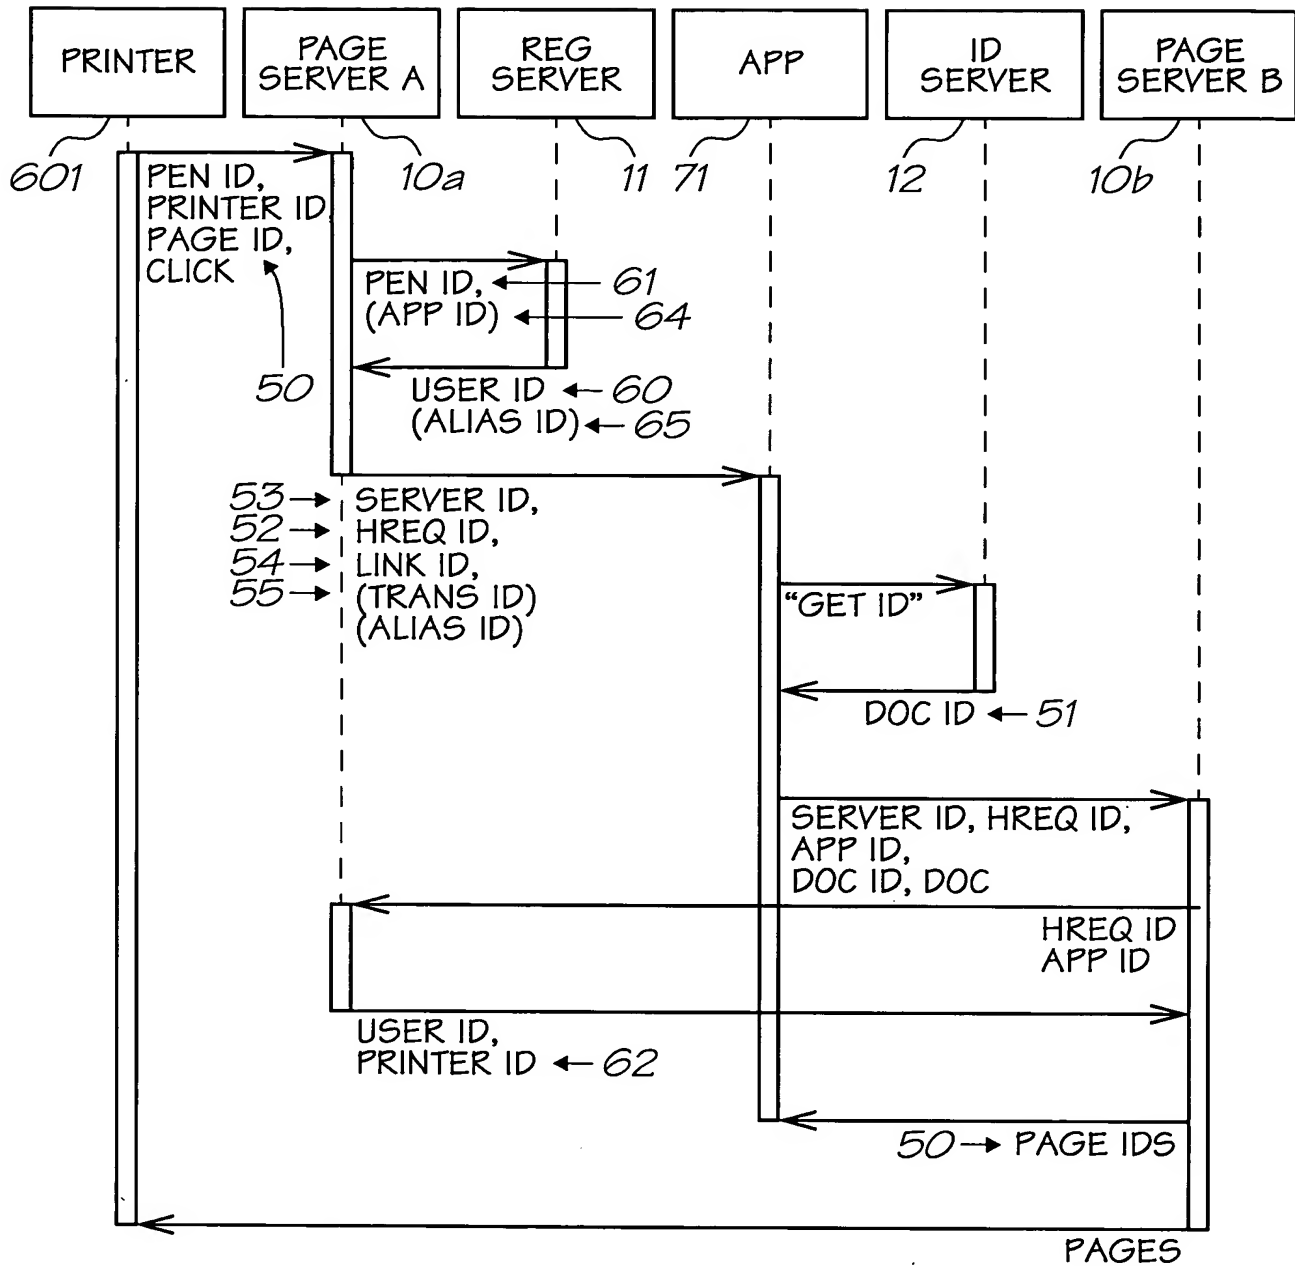 PRINTER
PAGE
SERVER A
REG
SERVER
APP
ID
SERVER
PAGE
SERVER B
601
10a
11
71
12
10b
PEN ID,
PRINTER ID
PAGE ID,
CLICK
50
PEN ID,
61
(APP ID)
64
USER ID
60
(ALIAS ID)
65
53 SERVER ID,
52 HREQ ID,
54 LINK ID,
55 (TRANS ID)
(ALIAS ID)
“GET ID”
DOC ID
51
SERVER ID, HREQ ID,
APP ID,
DOC ID, DOC
HREQ ID
APP ID
USER ID,
PRINTER ID
62
50 PAGE IDS
PAGES